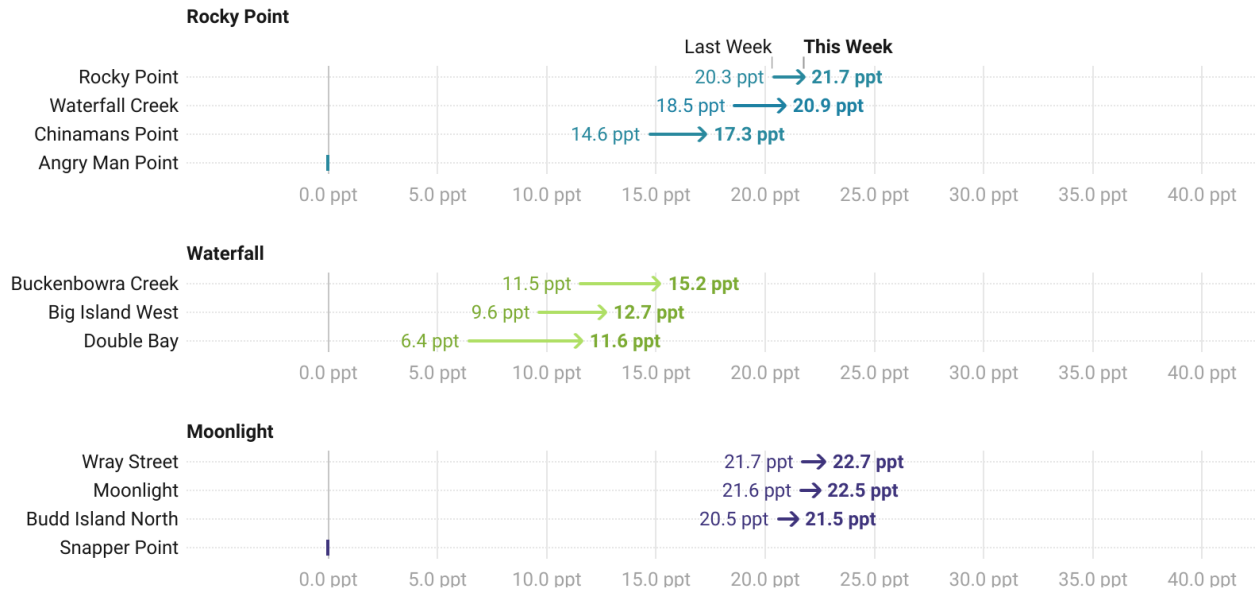 Rocky Point
Last Week This Week
Rocky Point 20.3 ppt 21.7 ppt
Waterfall Creek 18.5 ppt 20.9 ppt
Chinamans Point 14.6 ppt 17.3 ppt
Angry Man Point
0.0 ppt 5.0 ppt 10.0 ppt 15.0 ppt 20.0 ppt 25.0 ppt 30.0 ppt 35.0 ppt 40.0 ppt
Waterfall
Buckenbowra Creek 11.5 ppt 15.2 ppt
Big Island West 9.6 ppt 12.7 ppt
Double Bay 6.4 ppt 11.6 ppt
0.0 ppt 5.0 ppt 10.0 ppt 15.0 ppt 20.0 ppt 25.0 ppt 30.0 ppt 35.0 ppt 40.0 ppt
Moonlight
Wray Street 21.7 ppt 22.7 ppt
Moonlight 21.6 ppt 22.5 ppt
Budd Island North 20.5 ppt 21.5 ppt
Snapper Point
0.0 ppt 5.0 ppt 10.0 ppt 15.0 ppt 20.0 ppt 25.0 ppt 30.0 ppt 35.0 ppt 40.0 ppt